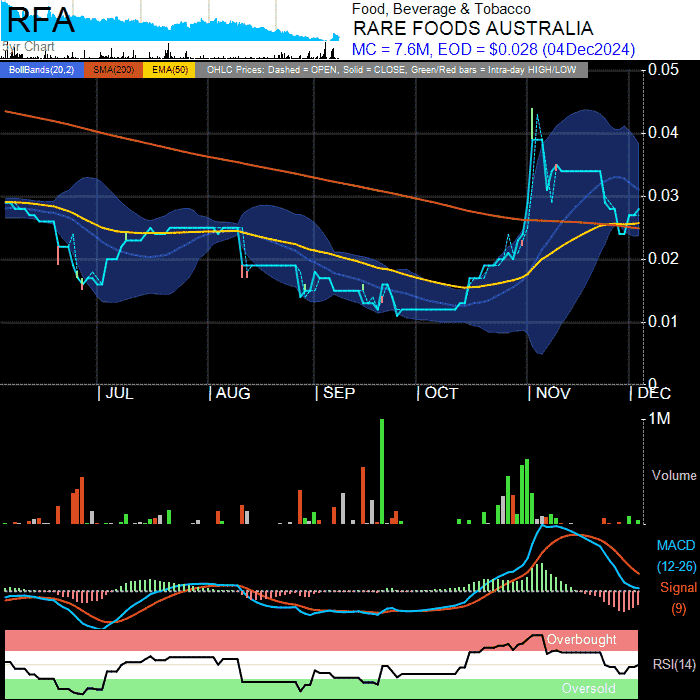 RFA
5yr Chart
Food, Beverage & Tobacco
RARE FOODS AUSTRALIA
MC = 7.6M, EOD = $0.028 (04Dec2024)
BollBands(20,2) SMA(200) EMA(50) OHLC Prices: Dashed = OPEN, Solid = CLOSE, Green/Red bars = Intra-day HIGH/LOW
0.05
0.04
0.03
0.02
0.01
0
JUL AUG SEP OCT NOV DEC
1M
Volume
MACD
(12-26)
Signal
(9)
Overbought
RSI(14)
Oversold